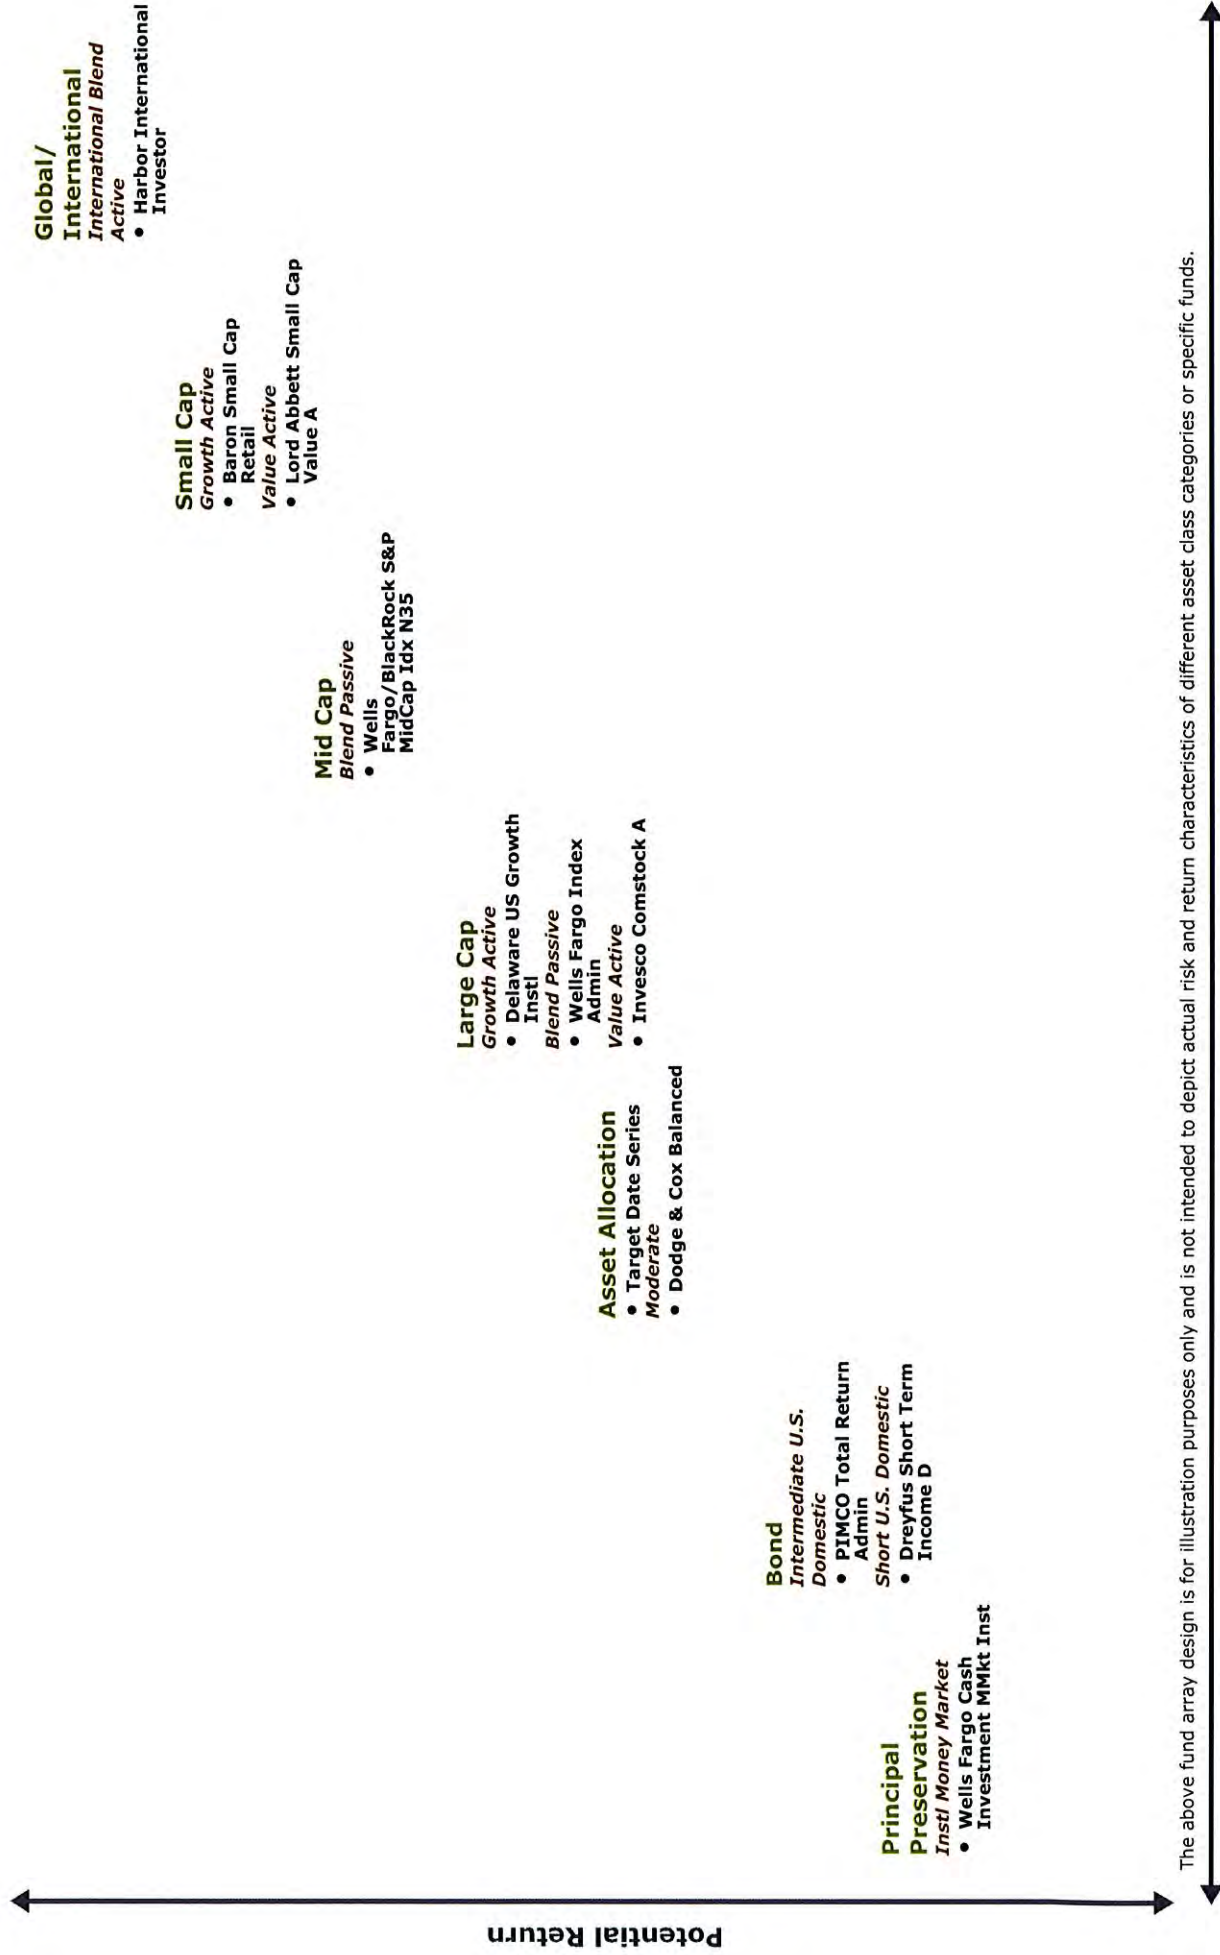 Potential Return
Principal
Preservation
Instl Money Market
• Wells Fargo Cash
Investment MMkt Inst
Bond
Intermediate U.S.
Domestic
• PIMCO Total Return
Admin
Short U.S. Domestic
• Dreyfus Short Term
Income D
Asset Allocation
• Target Date Series
Moderate
• Dodge & Cox Balanced
Large Cap
Growth Active
• Delaware US Growth
Instl
Blend Passive
• Wells Fargo Index
Admin
Value Active
• Invesco Comstock A
Mid Cap
Blend Passive
• Wells
Fargo/BlackRock S&P
MidCap Idx N35
Small Cap
Growth Active
• Baron Small Cap
Retail
Value Active
• Lord Abbett Small Cap
Value A
Global/
International
International Blend
Active
• Harbor International
Investor
The above fund array design is for illustration purposes only and is not intended to depict actual risk and return characteristics of different asset class categories or specific funds.